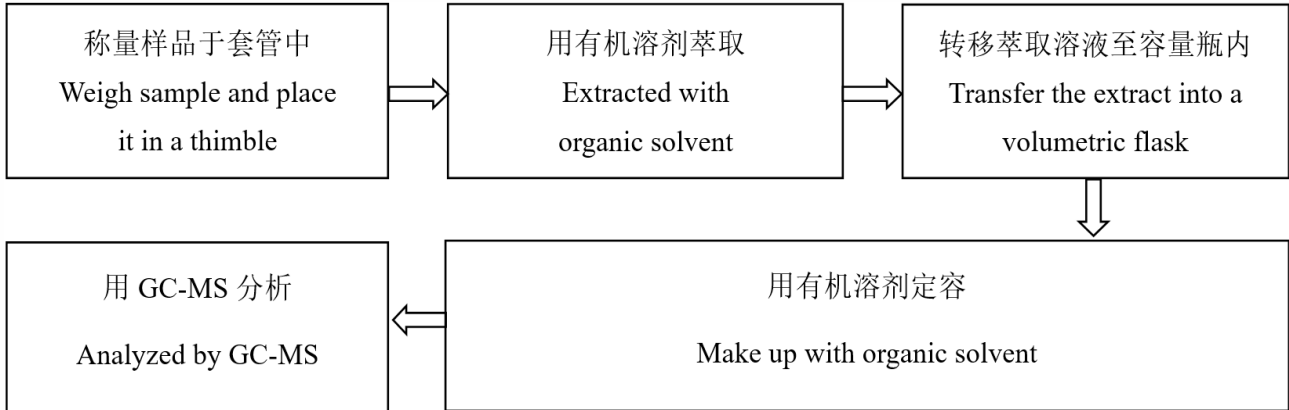 称量样品于套管中
Weigh sample and place
it in a thimble
用有机溶剂萃取
Extracted with
organic solvent
转移萃取溶液至容量瓶内
Transfer the extract into a
volumetric flask
用有机溶剂定容
Make up with organic solvent
用 GC-MS 分析
Analyzed by GC-MS